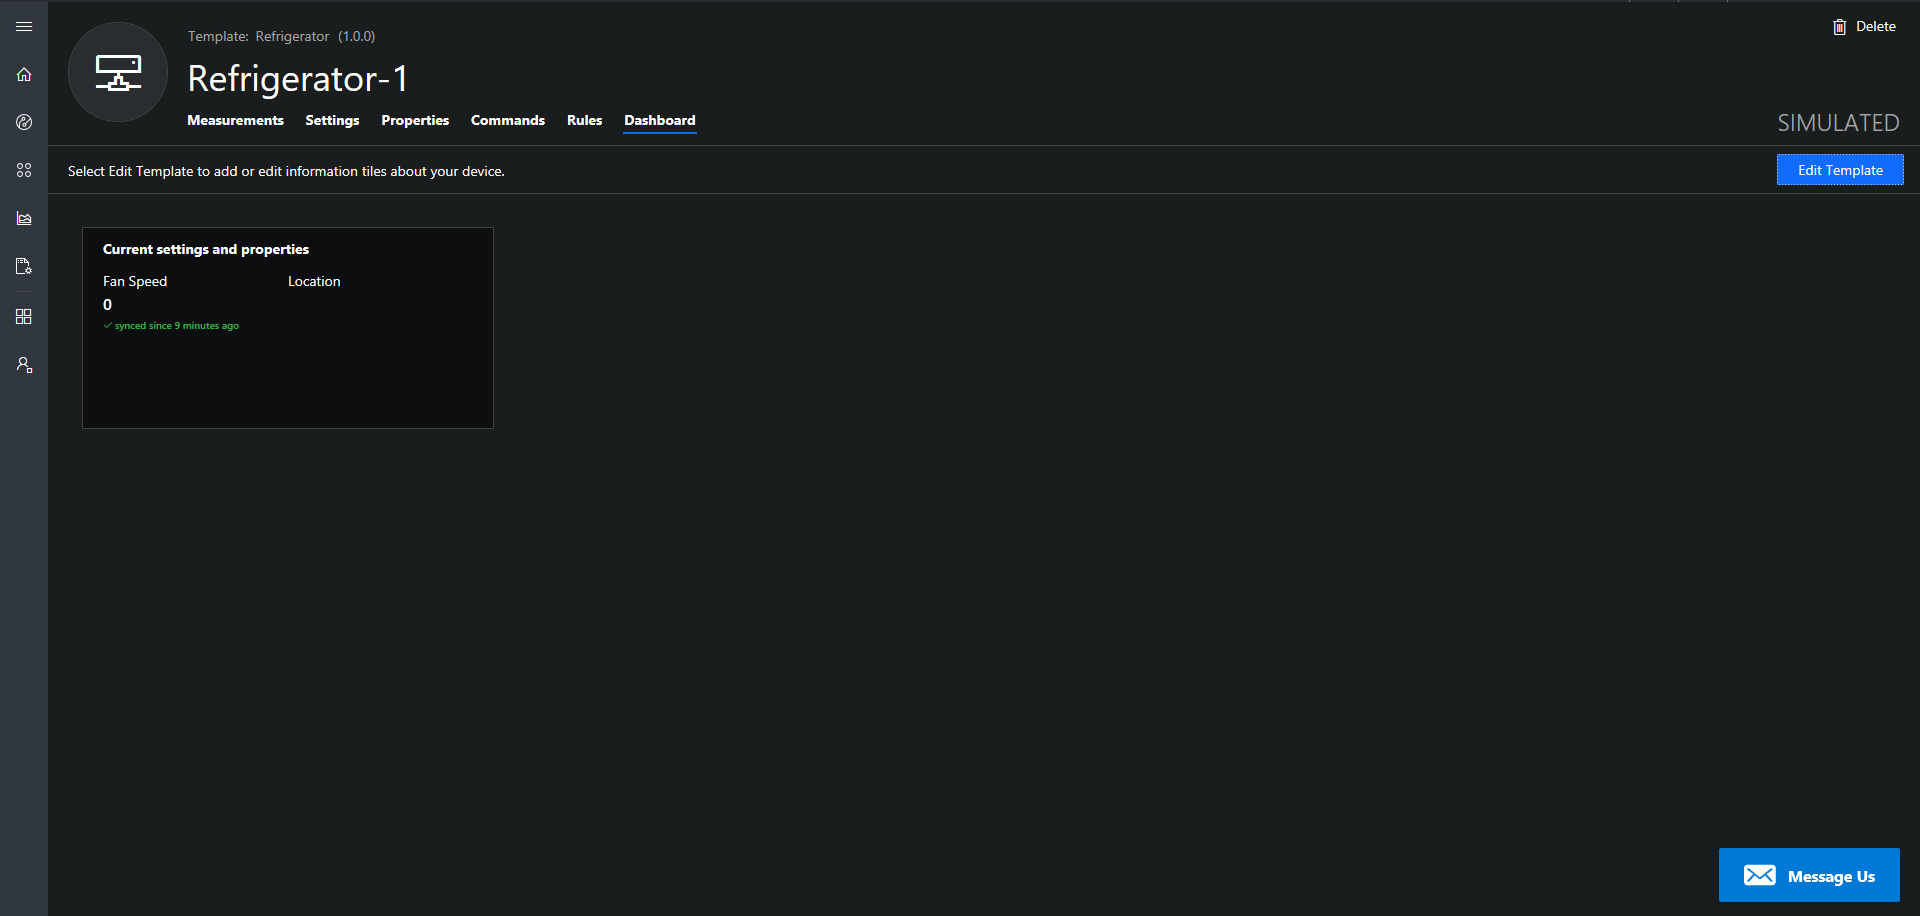 Template: Refrigerator (1.0.0)
Delete
Refrigerator-1
Measurements Settings Properties Commands Rules Dashboard
SIMULATED
Select Edit Template to add or edit information tiles about your device.
Edit Template
Current settings and properties
Fan Speed Location
0
synced since 9 minutes ago
Message Us